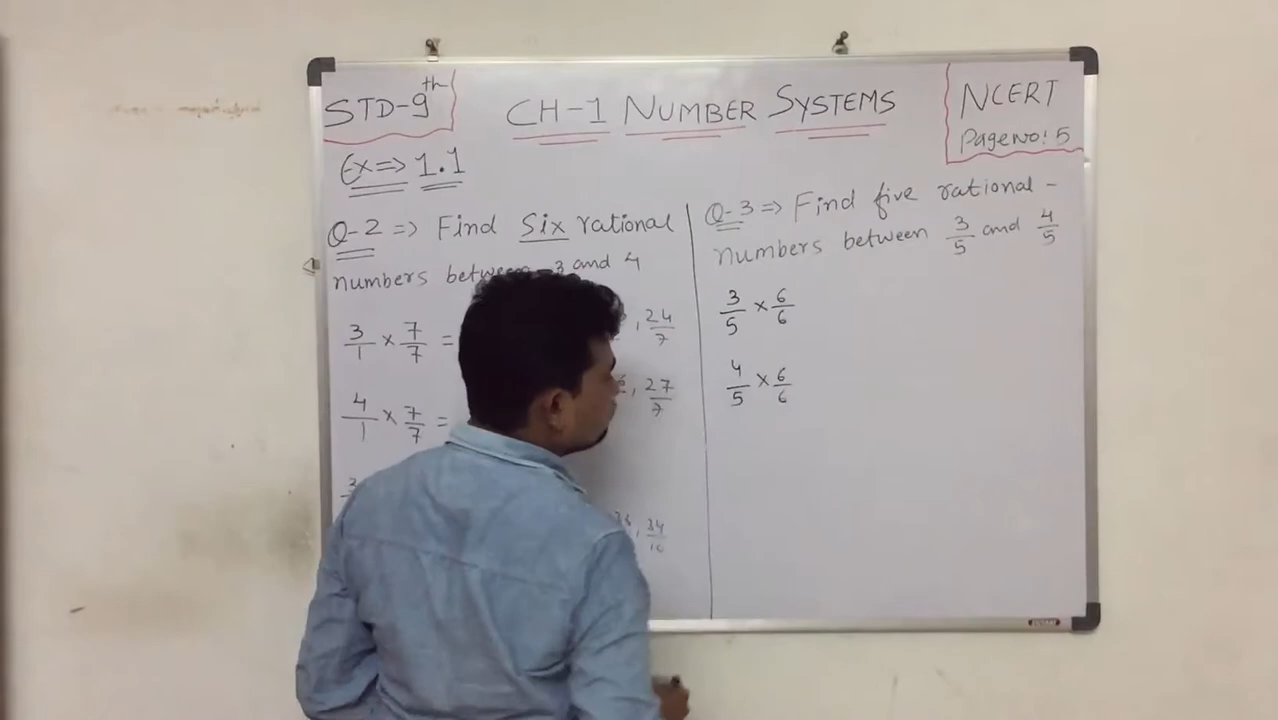 STD-9th
CH-1 NUMBER SYSTEMS
NCERT
Page no: 5
Ex => 1.1
Q-2 => Find Six rational
numbers between 3 and 4
3/1 × 7/7 =
, 24/7
4/1 × 7/7 =
, 27/7
, 34/10
Q-3 => Find five rational -
numbers between 3/5 and 4/5
3/5 × 6/6
4/5 × 6/6